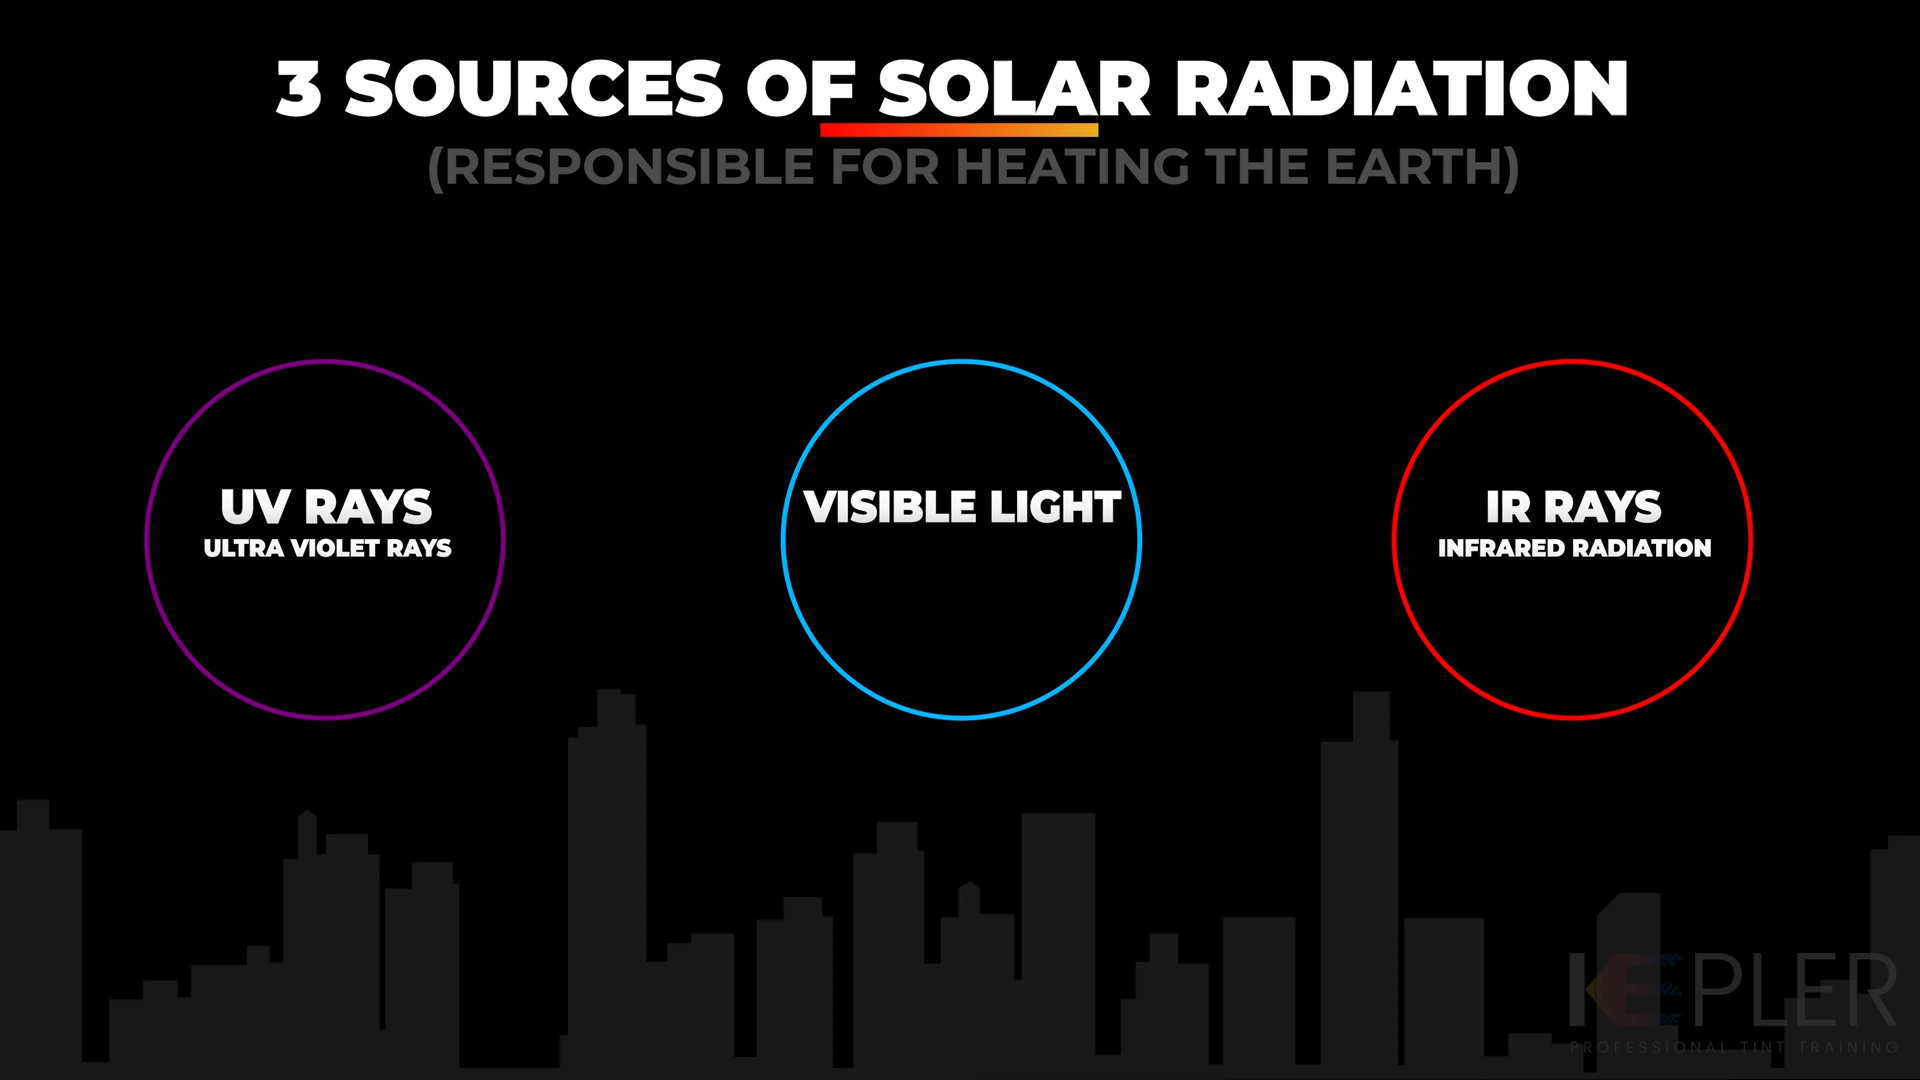 3 SOURCES OF SOLAR RADIATION
(RESPONSIBLE FOR HEATING THE EARTH)
UV RAYS
ULTRA VIOLET RAYS
VISIBLE LIGHT
IR RAYS
INFRARED RADIATION
KEPLER
PROFESSIONAL TINT TRAINING